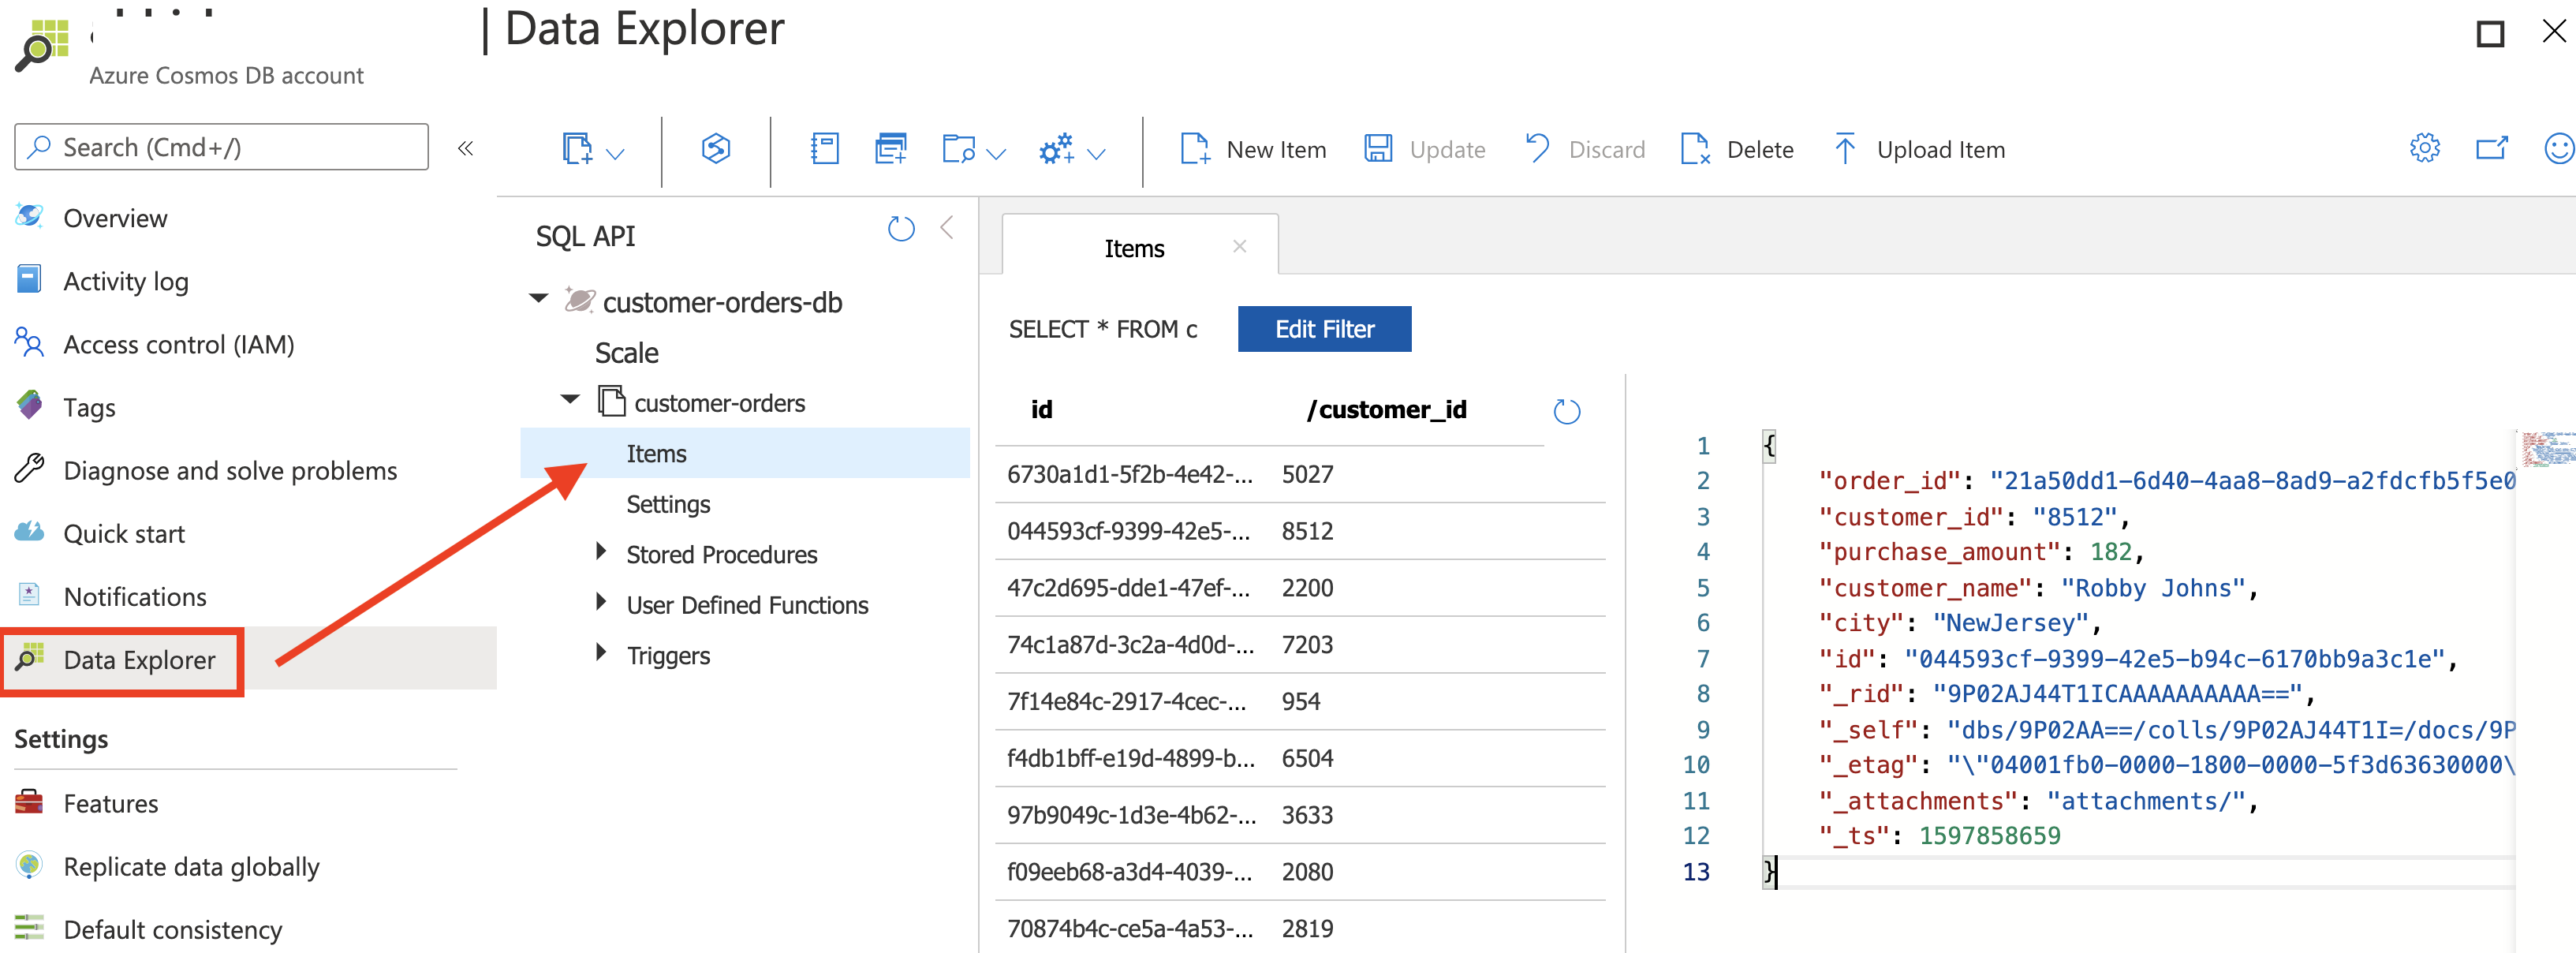 | Data Explorer
Azure Cosmos DB account
Search (Cmd+/)
«
New Item
Update
Discard
Delete
Upload Item
Overview
Activity log
Access control (IAM)
Tags
Diagnose and solve problems
Quick start
Notifications
Data Explorer
Settings
Features
Replicate data globally
Default consistency
SQL API
customer-orders-db
Scale
customer-orders
Items
Settings
Stored Procedures
User Defined Functions
Triggers
Items
SELECT * FROM c
Edit Filter
id /customer_id
6730a1d1-5f2b-4e42-... 5027
044593cf-9399-42e5-... 8512
47c2d695-dde1-47ef-... 2200
74c1a87d-3c2a-4d0d-... 7203
7f14e84c-2917-4cec-... 954
f4db1bff-e19d-4899-b... 6504
97b9049c-1d3e-4b62-... 3633
f09eeb68-a3d4-4039-... 2080
70874b4c-ce5a-4a53-... 2819
1 {
2 "order_id": "21a50dd1-6d40-4aa8-8ad9-a2fdcfb5f5e0
3 "customer_id": "8512",
4 "purchase_amount": 182,
5 "customer_name": "Robby Johns",
6 "city": "NewJersey",
7 "id": "044593cf-9399-42e5-b94c-6170bb9a3c1e",
8 "_rid": "9P02AJ44T1ICAAAAAAAAAA==",
9 "_self": "dbs/9P02AA==/colls/9P02AJ44T1I=/docs/9P
10 "_etag": "\"04001fb0-0000-1800-0000-5f3d63630000\
11 "_attachments": "attachments/",
12 "_ts": 1597858659
13 }